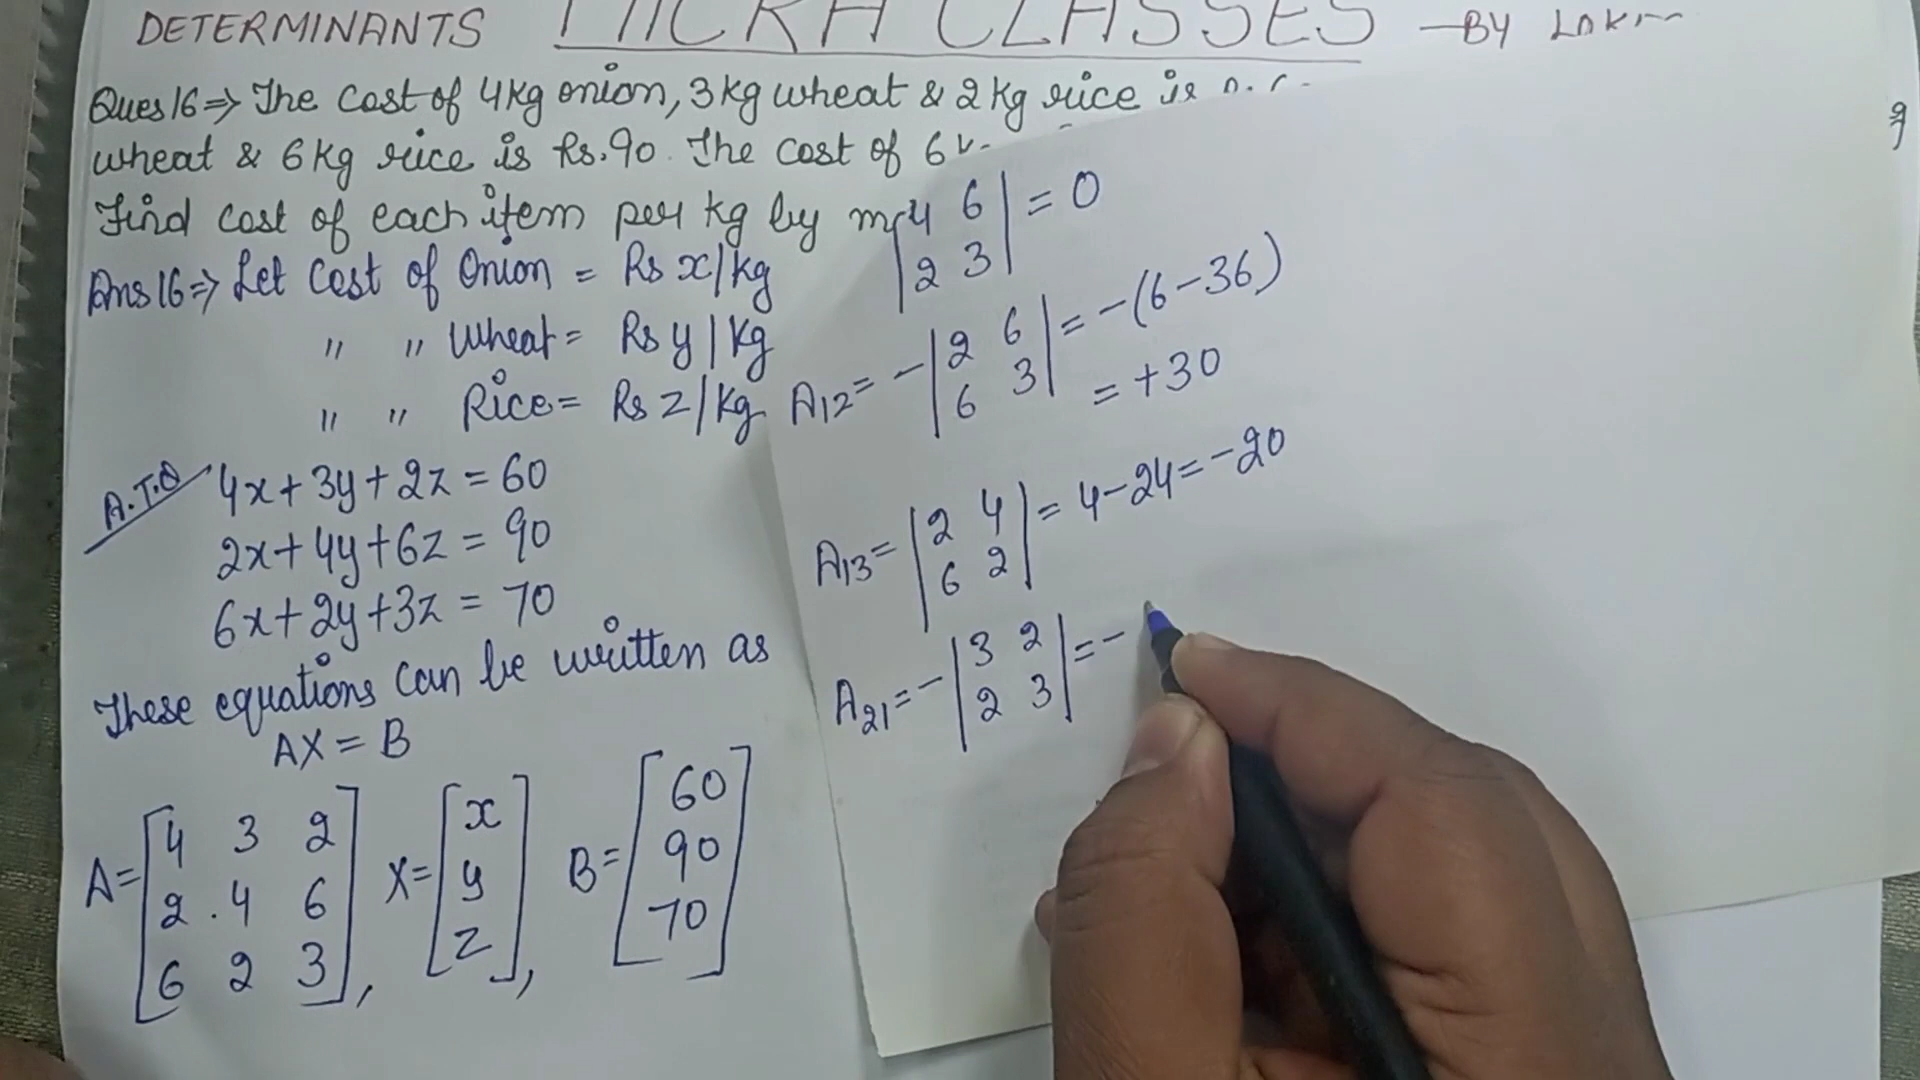 DETERMINANTS MICRA CLASSES -BY
Ques 16⇒ The cost of 4Kg onion, 3kg wheat & 2kg rice is
wheat & 6Kg rice is Rs.90. The cost of 6
Find cost of each item per kg by
Ans 16⇒ Let cost of Onion = Rs x/kg
" " Wheat = Rs y/kg
" " Rice = Rs z/kg
A.T.Q 4x+3y+2z = 60
2x+4y+6z = 90
6x+2y+3z = 70
These equations can be written as
AX = B
A= [4 3 2
2 . 4 6
6 2 3],
X= [x
y
z],
B= [60
90
70]
|4 6
2 3| = 0
A12= -|2 6
6 3| = -(6-36)
= +30
A13= |2 4
6 2| = 4-24=-20
A21= -|3 2
2 3| = -